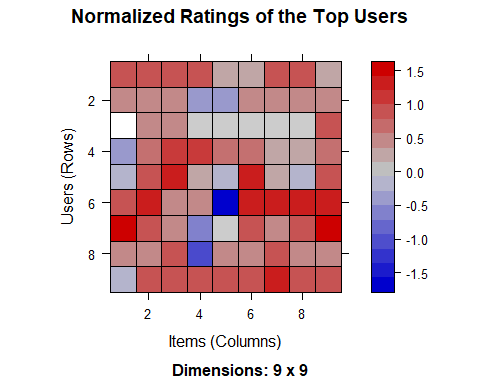 Normalized Ratings of the Top Users
Users (Rows)
2
4
6
8
2 4 6 8
Items (Columns)
Dimensions: 9 x 9
1.5
1.0
0.5
0.0
-0.5
-1.0
-1.5